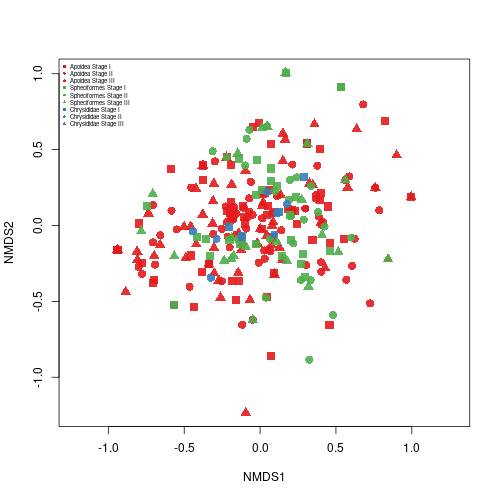 Apoidea Stage I
Apoidea Stage II
Apoidea Stage III
Spheciformes Stage I
Spheciformes Stage II
Spheciformes Stage III
Chrysididae Stage I
Chrysididae Stage II
Chrysididae Stage III
1.0
0.5
0.0
-0.5
-1.0
NMDS2
-1.0 -0.5 0.0 0.5 1.0
NMDS1